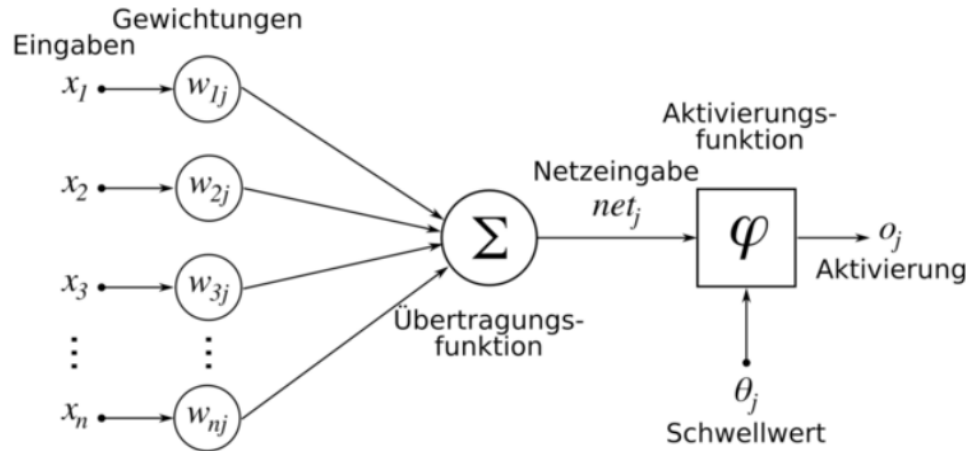 Gewichtungen
Eingaben
x1
w1j
x2
w2j
x3
w3j
⋮ ⋮
xn
wnj
Σ
Übertragungs-
funktion
Netzeingabe
netj
Aktivierungs-
funktion
φ
oj
Aktivierung
θj
Schwellwert